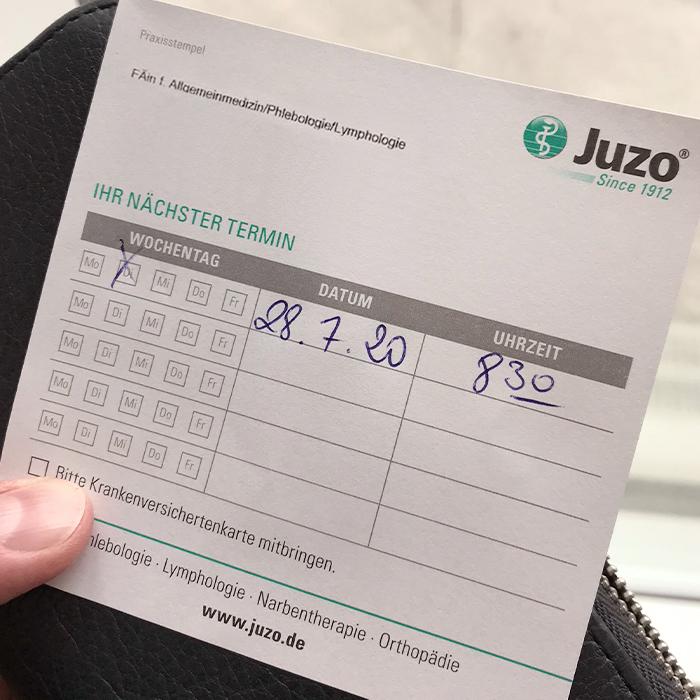 Praxisstempel
FÄin f. Allgemeinmedizin/Phlebologie/Lymphologie
Juzo®
Since 1912
IHR NÄCHSTER TERMIN
WOCHENTAG DATUM UHRZEIT
Mo Di Mi Do Fr 28.7.20 830
Mo Di Mi Do Fr
Mo Di Mi Do Fr
Mo Di Mi Do Fr
Mo Di Mi Do Fr
Bitte Krankenversichertenkarte mitbringen.
hlebologie · Lymphologie · Narbentherapie · Orthopädie
www.juzo.de